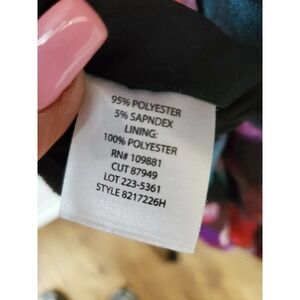 95% POLYESTER
5% SAPNDEX
LINING:
100% POLYESTER
RN# 109881
CUT 87949
LOT 223-5361
STYLE 8217226H